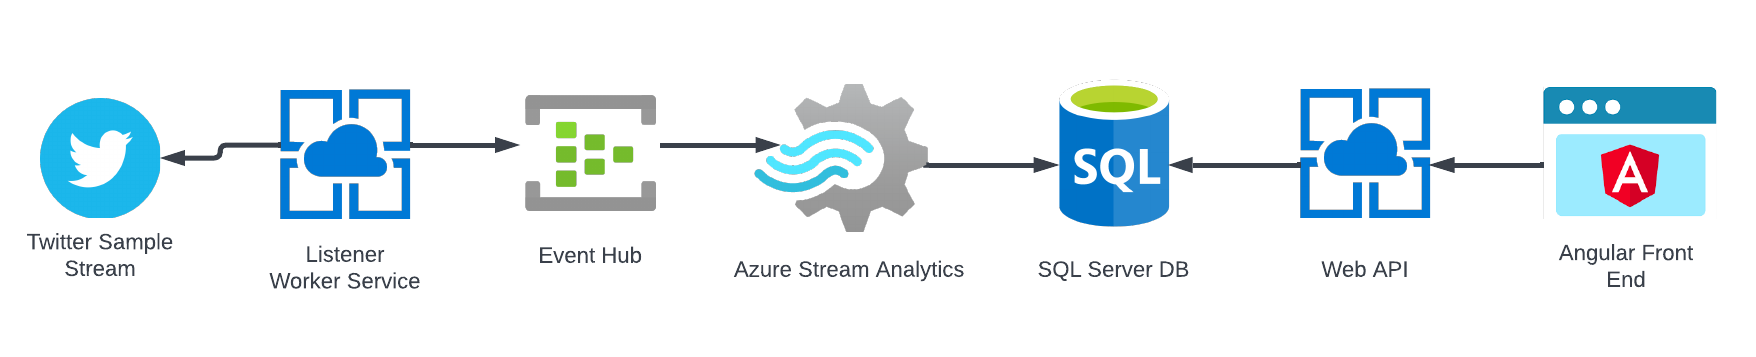 Twitter Sample
Stream
Listener
Worker Service
Event Hub
Azure Stream Analytics
SQL
SQL Server DB
Web API
A
Angular Front
End